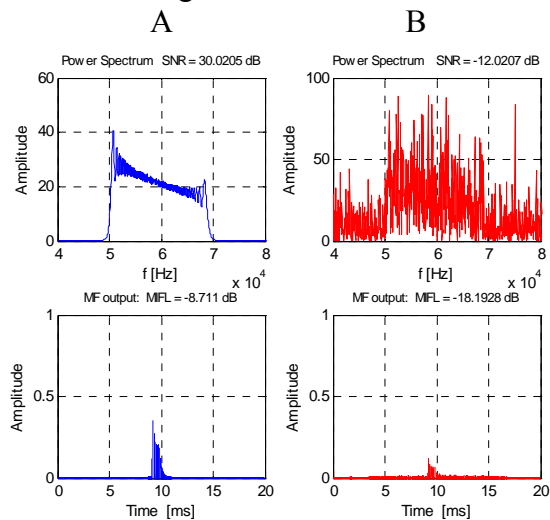 A
B
Power Spectrum SNR = 30.0205 dB
60
40
20
0
Amplitude
4 5 6 7 8
f [Hz]
x 10^4
Power Spectrum SNR = -12.0207 dB
100
50
0
Amplitude
4 5 6 7 8
f [Hz]
x 10^4
MF output: MIFL = -8.711 dB
1
0.5
0
Amplitude
0 5 10 15 20
Time [ms]
MF output: MIFL = -18.1928 dB
1
0.5
0
Amplitude
0 5 10 15 20
Time [ms]